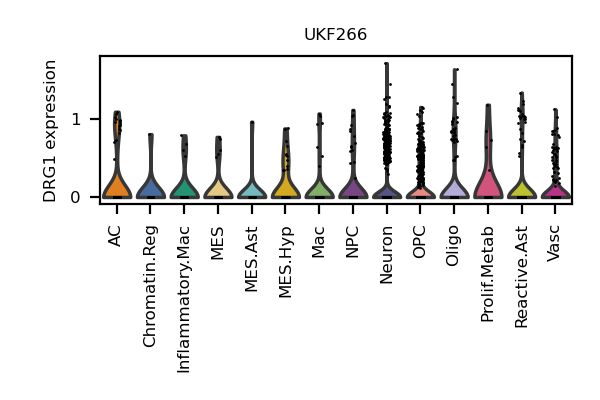 UKF266
DRG1 expression
1
0
AC
Chromatin.Reg
Inflammatory.Mac
MES
MES.Ast
MES.Hyp
Mac
NPC
Neuron
OPC
Oligo
Prolif.Metab
Reactive.Ast
Vasc